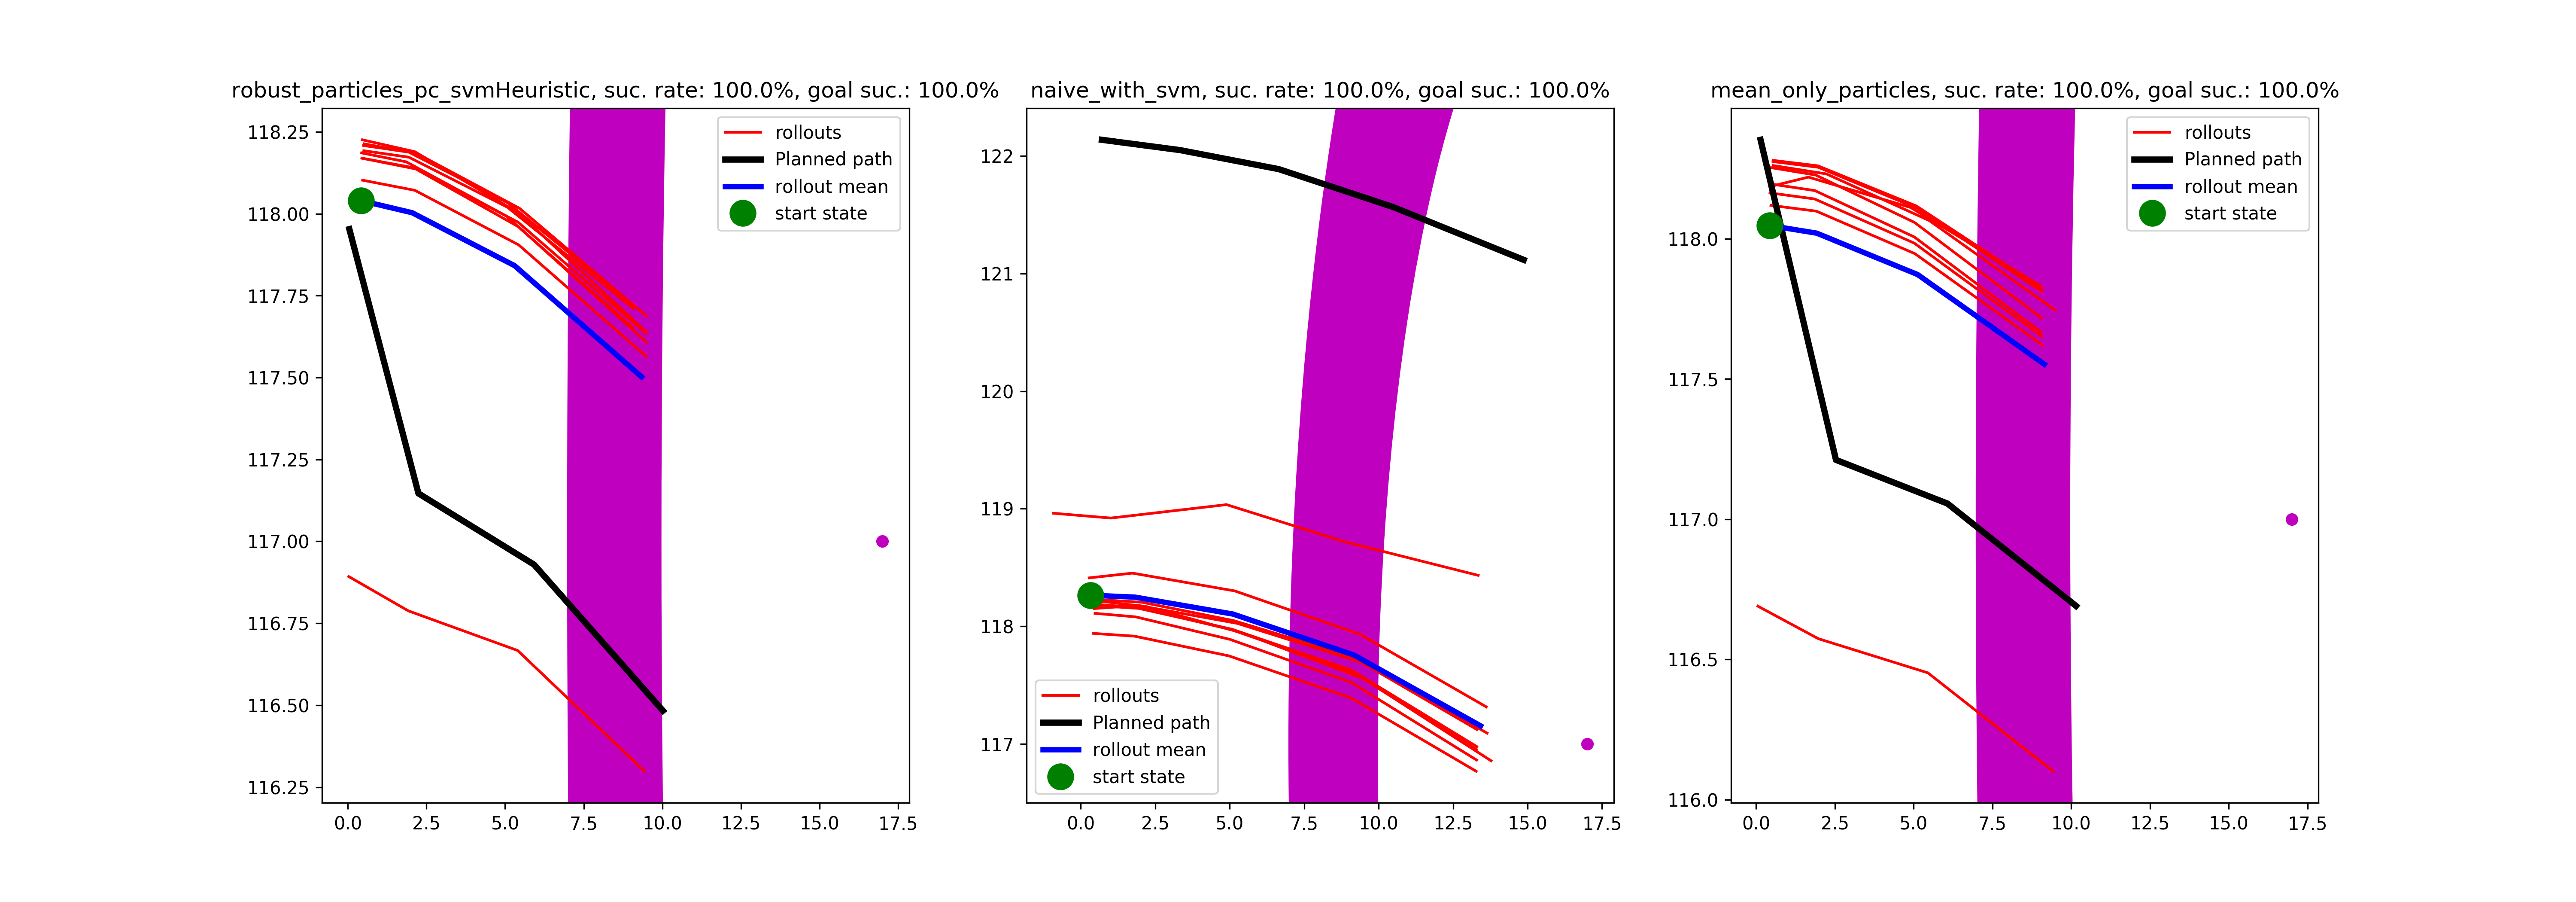 robust_particles_pc_svmHeuristic, suc. rate: 100.0%, goal suc.: 100.0%
118.25
118.00
117.75
117.50
117.25
117.00
116.75
116.50
116.25
0.0 2.5 5.0 7.5 10.0 12.5 15.0 17.5
rollouts
Planned path
rollout mean
start state
naive_with_svm, suc. rate: 100.0%, goal suc.: 100.0%
122
121
120
119
118
117
0.0 2.5 5.0 7.5 10.0 12.5 15.0 17.5
rollouts
Planned path
rollout mean
start state
mean_only_particles, suc. rate: 100.0%, goal suc.: 100.0%
118.0
117.5
117.0
116.5
116.0
0.0 2.5 5.0 7.5 10.0 12.5 15.0 17.5
rollouts
Planned path
rollout mean
start state